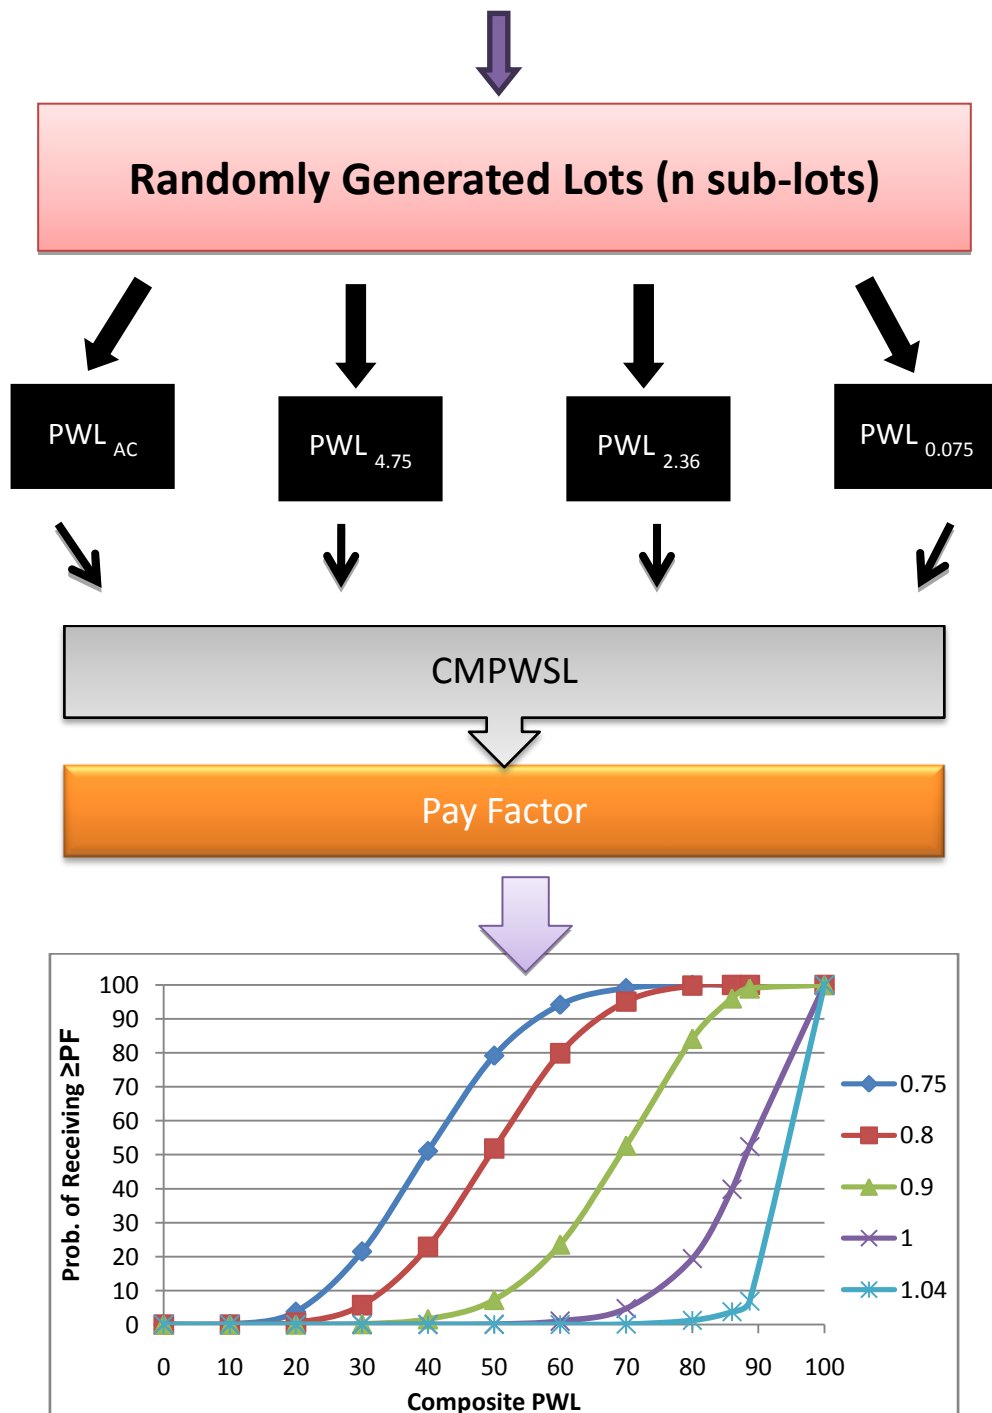 Randomly Generated Lots (n sub-lots)
PWL AC
PWL 4.75
PWL 2.36
PWL 0.075
CMPWSL
Pay Factor
Prob. of Receiving ≥PF
100
90
80
70
60
50
40
30
20
10
0
0 10 20 30 40 50 60 70 80 90 100
Composite PWL
0.75
0.8
0.9
1
1.04